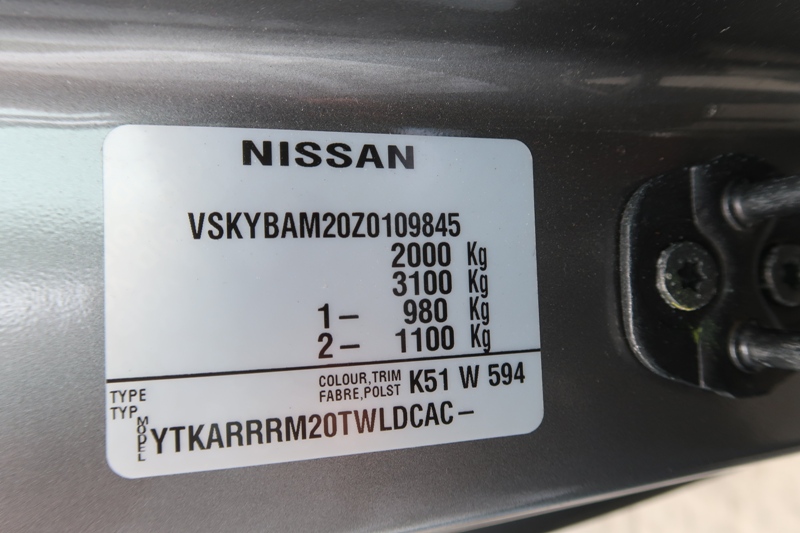 NISSAN
VSKYBAM20Z0109845
2000 Kg
3100 Kg
1– 980 Kg
2– 1100 Kg
TYPE COLOUR,TRIM K51 W 594
TYP FABRE,POLST
MODEL YTKARRRM20TWLDCAC–